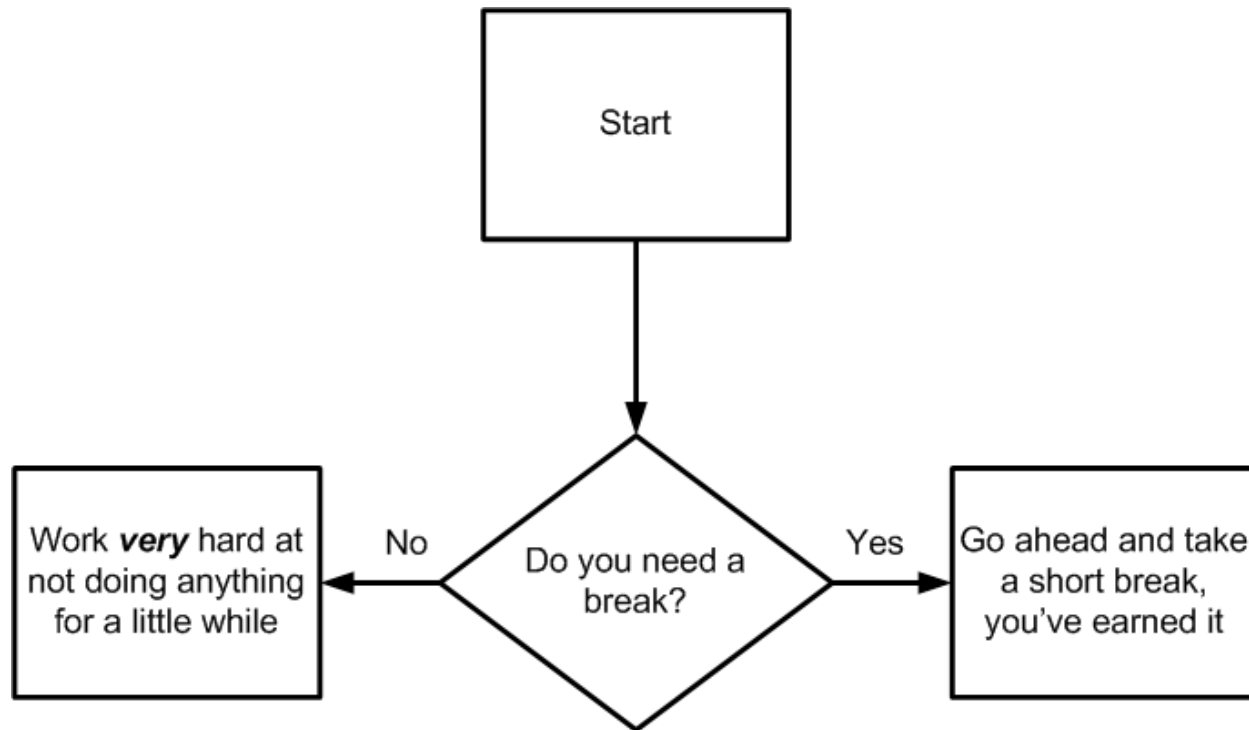 Start
Do you need a
break?
No
Yes
Work very hard at
not doing anything
for a little while
Go ahead and take
a short break,
you've earned it